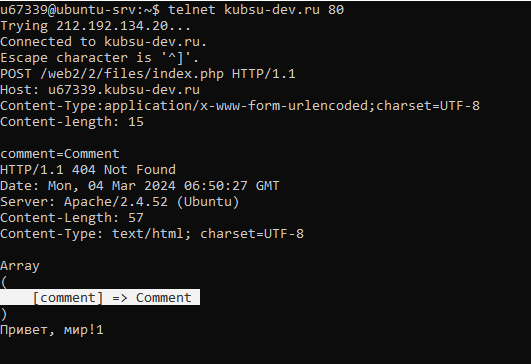 u67339@ubuntu-srv:~$ telnet kubsu-dev.ru 80
Trying 212.192.134.20...
Connected to kubsu-dev.ru.
Escape character is '^]'.
POST /web2/2/files/index.php HTTP/1.1
Host: u67339.kubsu-dev.ru
Content-Type:application/x-www-form-urlencoded;charset=UTF-8
Content-length: 15

comment=Comment
HTTP/1.1 404 Not Found
Date: Mon, 04 Mar 2024 06:50:27 GMT
Server: Apache/2.4.52 (Ubuntu)
Content-Length: 57
Content-Type: text/html; charset=UTF-8

Array
(
    [comment] => Comment
)
Привет, мир!1